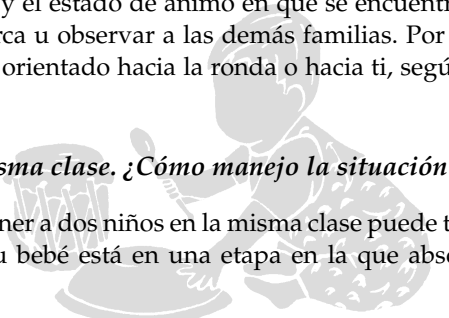 y el estado de ánimo en que se encuent
rca u observar a las demás familias. Por
orientado hacia la ronda o hacia ti, seg
sma clase. ¿Cómo manejo la situación
ner a dos niños en la misma clase puede t
u bebé está en una etapa en la que abs